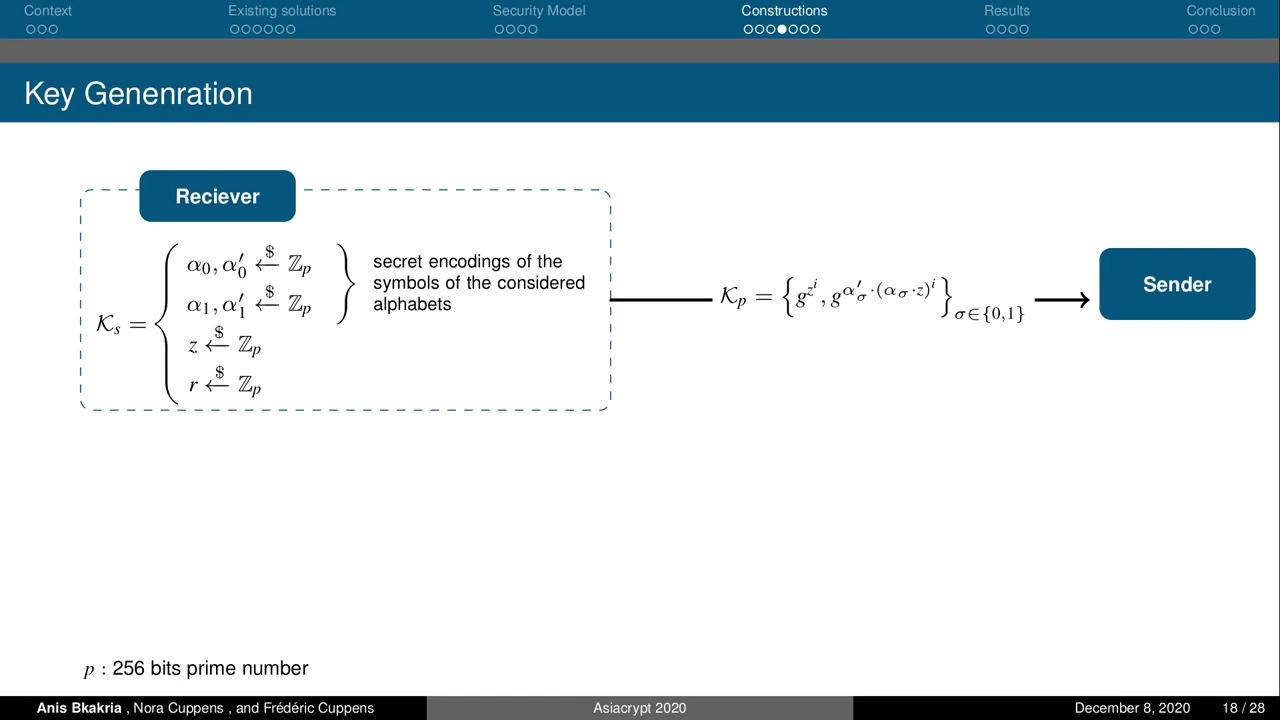 Context Existing solutions Security Model Constructions Results Conclusion
Key Genenration
Reciever
α₀, α′₀ ←$ ℤₚ
α₁, α′₁ ←$ ℤₚ
z ←$ ℤₚ
r ←$ ℤₚ
𝒦ₛ =
secret encodings of the
symbols of the considered
alphabets
𝒦ₚ = {g^{z^i}, g^{α′_σ·(α_σ·z)^i}}_{σ∈{0,1}}
Sender
p : 256 bits prime number
Anis Bkakria , Nora Cuppens , and Frédéric Cuppens Asiacrypt 2020 December 8, 2020 18 / 28